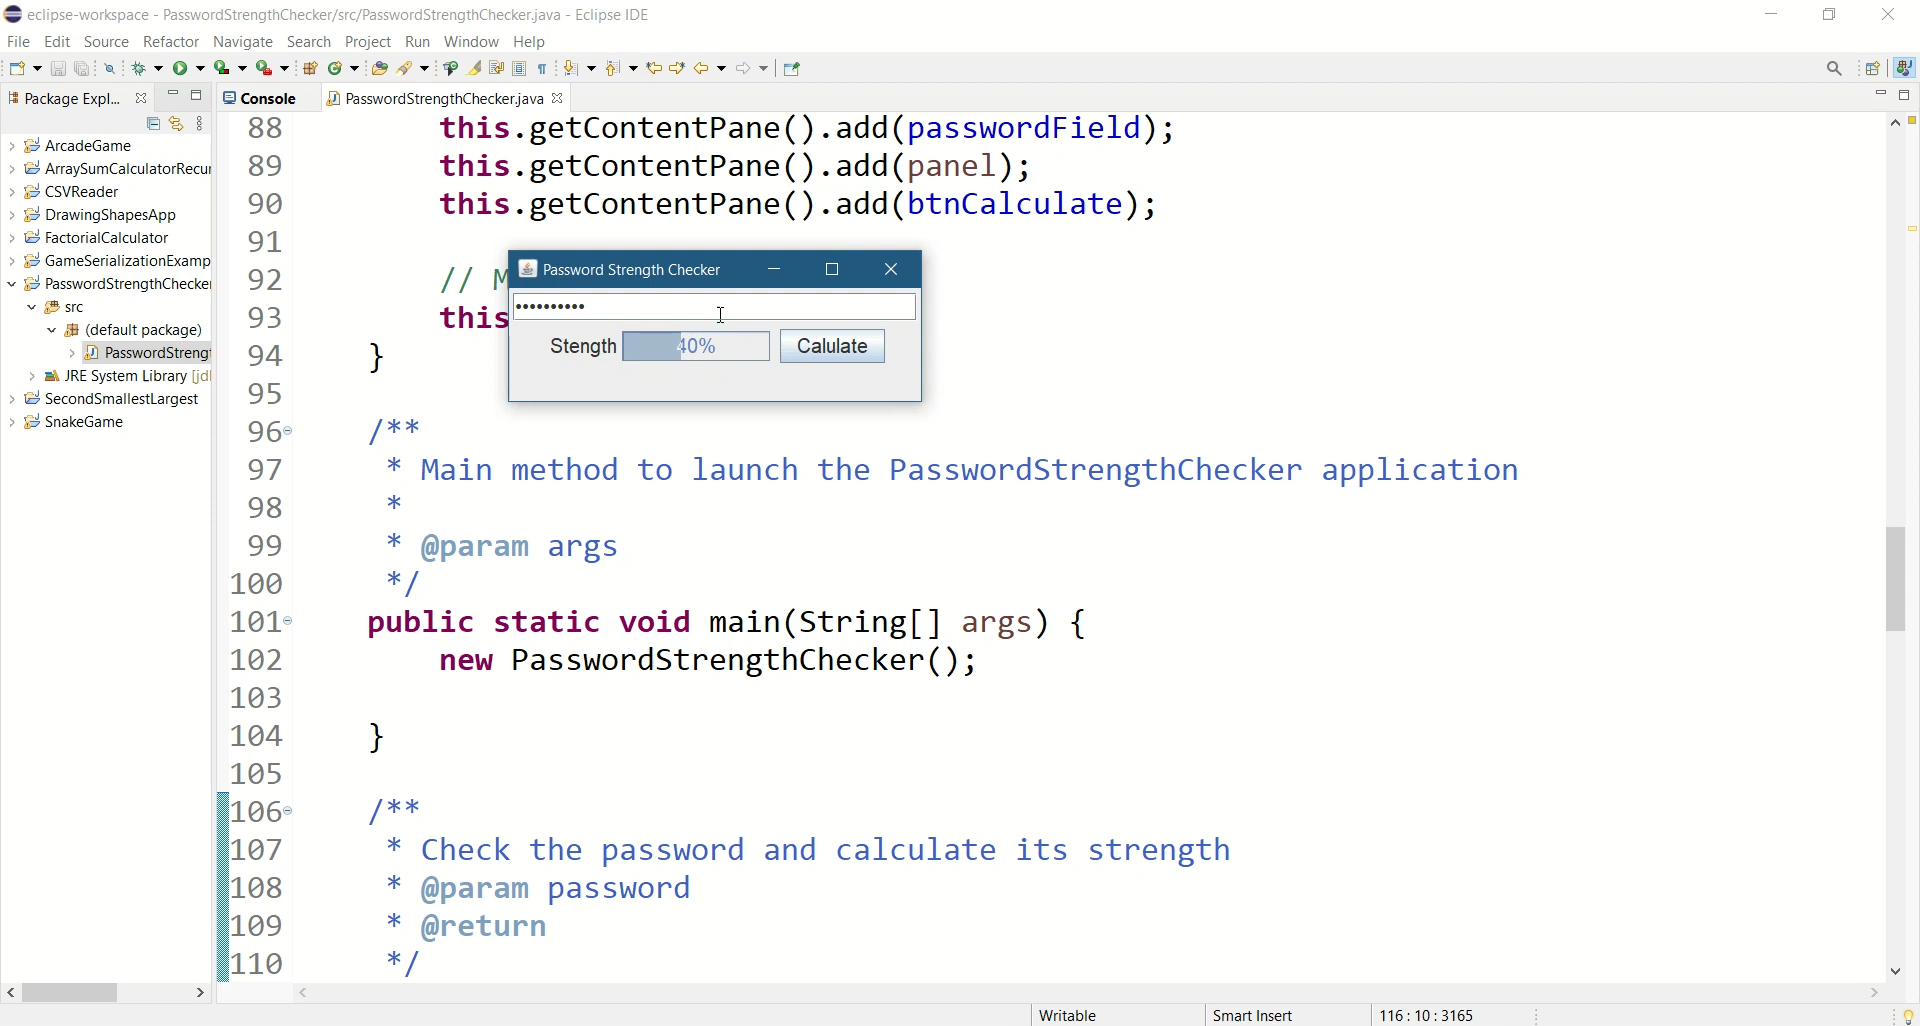 eclipse-workspace - PasswordStrengthChecker/src/PasswordStrengthChecker.java - Eclipse IDE
File Edit Source Refactor Navigate Search Project Run Window Help
Package Expl...
Console
PasswordStrengthChecker.java
ArcadeGame
ArraySumCalculatorRecur
CSVReader
DrawingShapesApp
FactorialCalculator
GameSerializationExamp
PasswordStrengthChecker
src
(default package)
PasswordStrengt
JRE System Library [jd
SecondSmallestLargest
SnakeGame
88 this.getContentPane().add(passwordField);
89 this.getContentPane().add(panel);
90 this.getContentPane().add(btnCalculate);
91
92 // M
93 this
94 }
95
96 /**
97 * Main method to launch the PasswordStrengthChecker application
98 *
99 * @param args
100 */
101 public static void main(String[] args) {
102 new PasswordStrengthChecker();
103
104 }
105
106 /**
107 * Check the password and calculate its strength
108 * @param password
109 * @return
110 */
Password Strength Checker
••••••••••
Stength 40% Calulate
Writable Smart Insert 116 : 10 : 3165